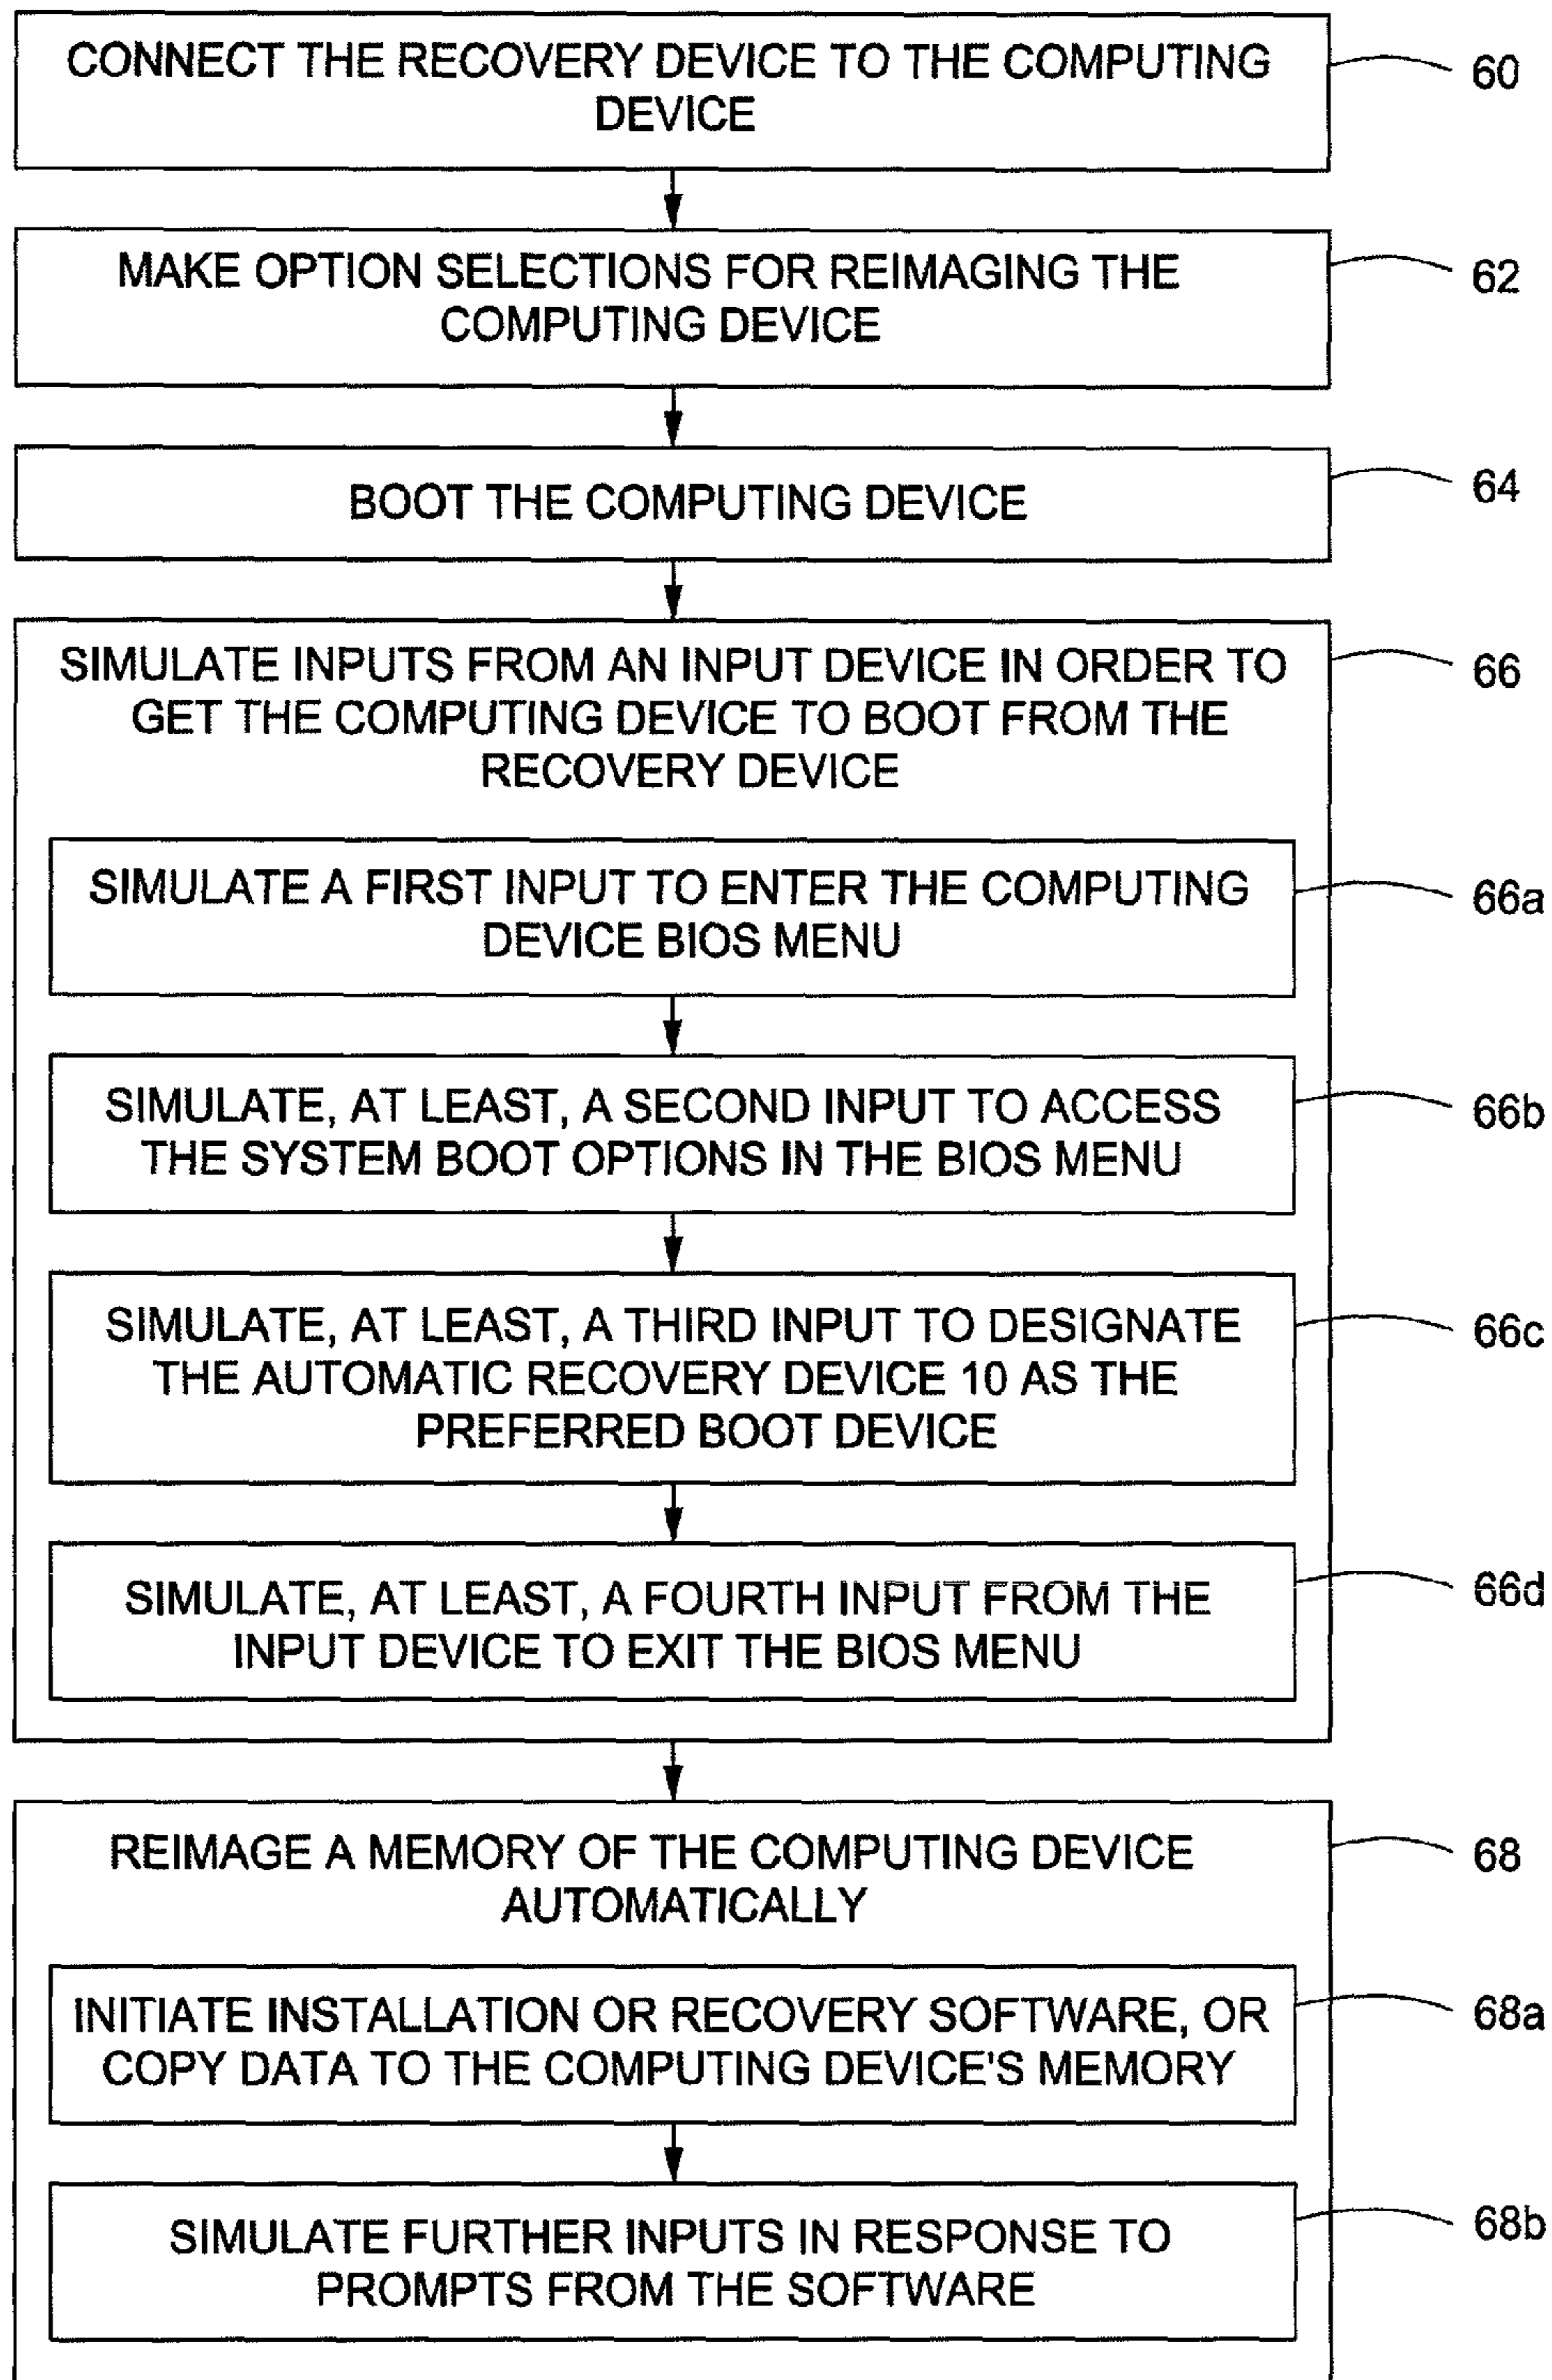 CONNECT THE RECOVERY DEVICE TO THE COMPUTING
DEVICE
60
MAKE OPTION SELECTIONS FOR REIMAGING THE
COMPUTING DEVICE
62
BOOT THE COMPUTING DEVICE
64
SIMULATE INPUTS FROM AN INPUT DEVICE IN ORDER TO
GET THE COMPUTING DEVICE TO BOOT FROM THE
RECOVERY DEVICE
66
SIMULATE A FIRST INPUT TO ENTER THE COMPUTING
DEVICE BIOS MENU
66a
SIMULATE, AT LEAST, A SECOND INPUT TO ACCESS
THE SYSTEM BOOT OPTIONS IN THE BIOS MENU
66b
SIMULATE, AT LEAST, A THIRD INPUT TO DESIGNATE
THE AUTOMATIC RECOVERY DEVICE 10 AS THE
PREFERRED BOOT DEVICE
66c
SIMULATE, AT LEAST, A FOURTH INPUT FROM THE
INPUT DEVICE TO EXIT THE BIOS MENU
66d
REIMAGE A MEMORY OF THE COMPUTING DEVICE
AUTOMATICALLY
68
INITIATE INSTALLATION OR RECOVERY SOFTWARE, OR
COPY DATA TO THE COMPUTING DEVICE'S MEMORY
68a
SIMULATE FURTHER INPUTS IN RESPONSE TO
PROMPTS FROM THE SOFTWARE
68b